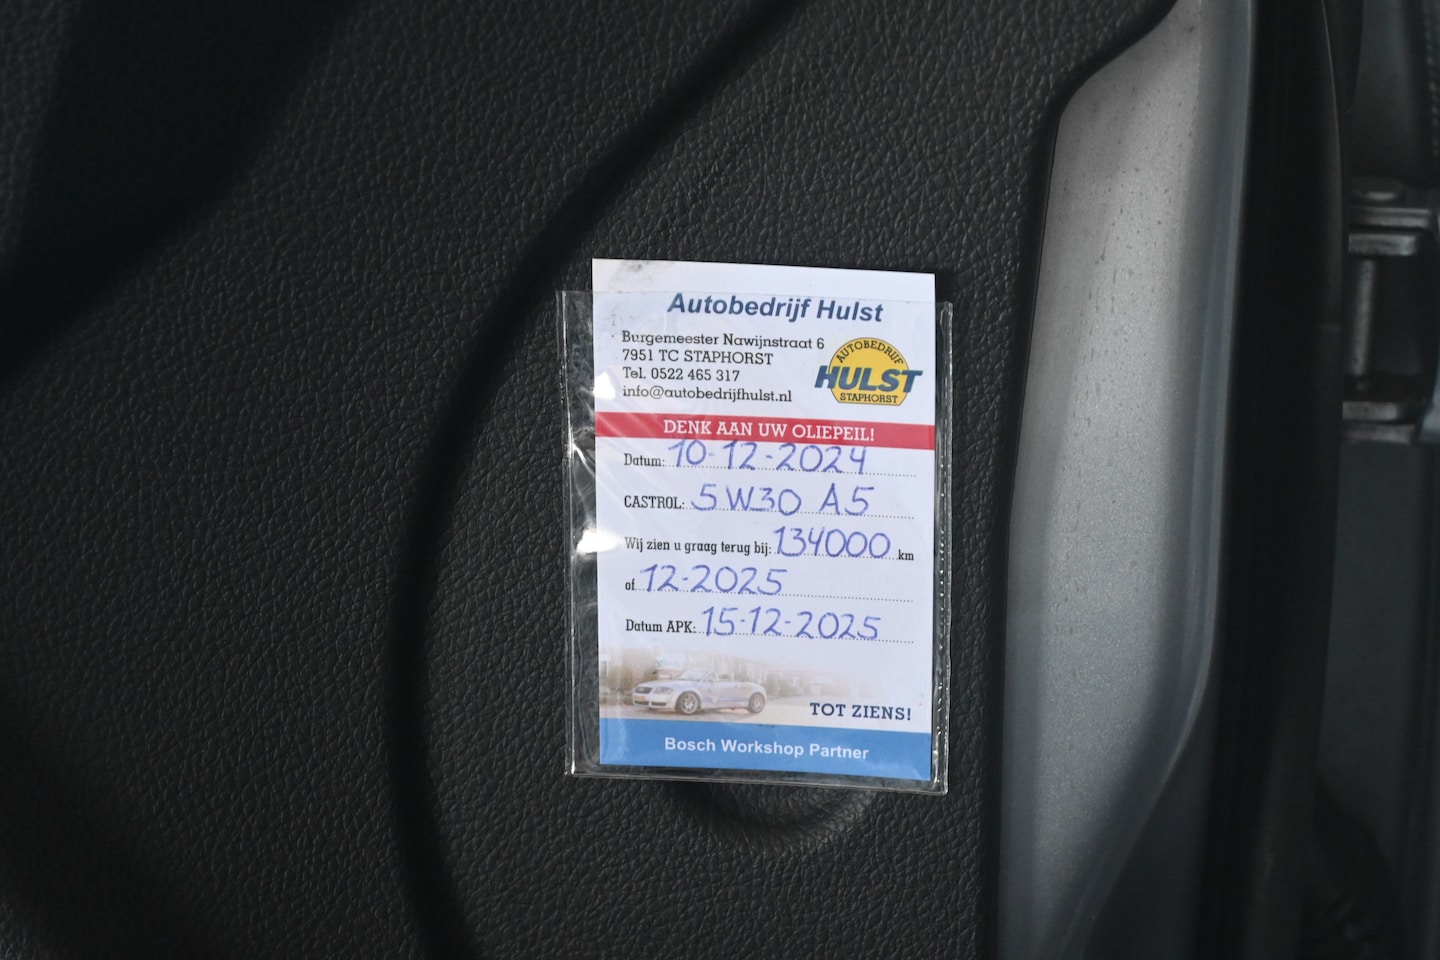 Autobedrijf Hulst
Burgemeester Nawijnstraat 6
7951 TC STAPHORST
Tel. 0522 465 317
info@autobedrijfhulst.nl
AUTOBEDRIJF
HULST
STAPHORST
DENK AAN UW OLIEPEIL!
Datum: 10-12-2024
CASTROL: 5W30 A5
Wij zien u graag terug bij: 134000 km
of 12-2025
Datum APK: 15-12-2025
TOT ZIENS!
Bosch Workshop Partner